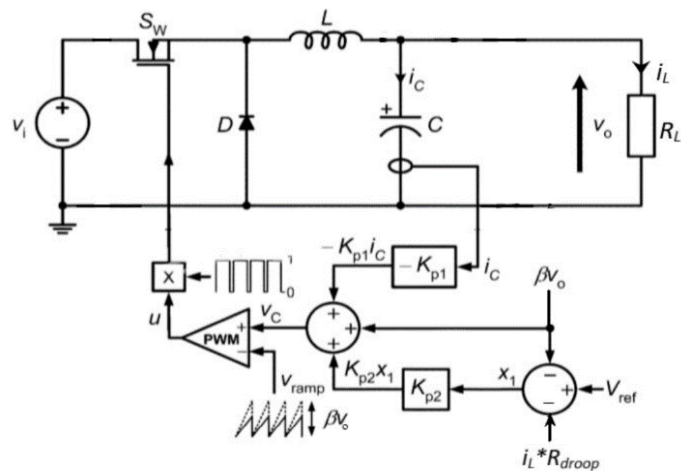 S_W
L
i_C
i_L
+
v_i
+
−
D
C
v_o
R_L
− K_p1 i_C
− K_p1
i_C
1
0
X
βv_o
u
v_C
+
+
+
PWM
+
−
K_p2 x_1
K_p2
x_1
−
+
−
V_ref
v_ramp
βv_o
i_L*R_droop